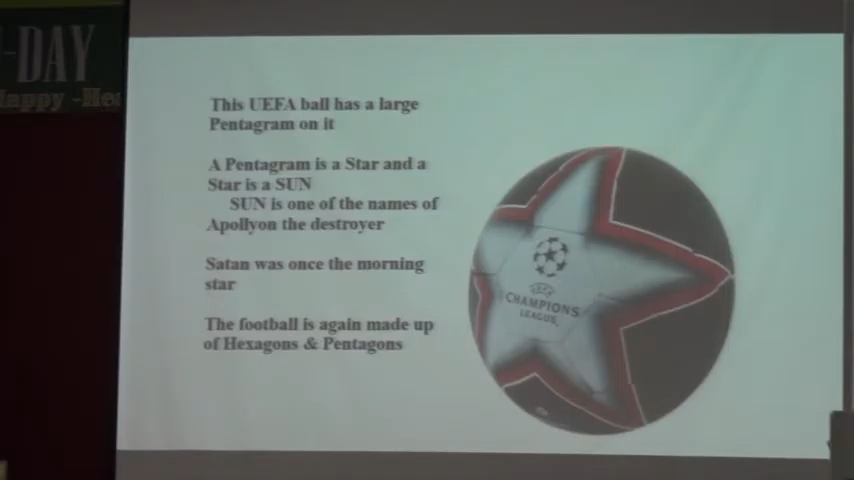 -DAY
Happy -He
This UEFA ball has a large
Pentagram on it
A Pentagram is a Star and a
Star is a SUN
SUN is one of the names of
Apollyon the destroyer
Satan was once the morning
star
The football is again made up
of Hexagons & Pentagons
UEFA
CHAMPIONS
LEAGUE